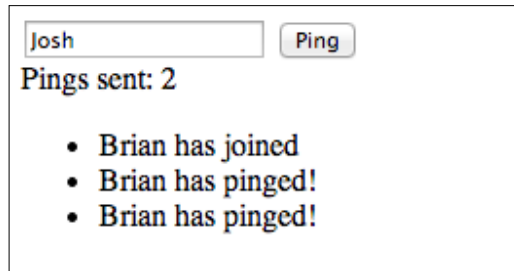 Josh Ping
Pings sent: 2
• Brian has joined
• Brian has pinged!
• Brian has pinged!